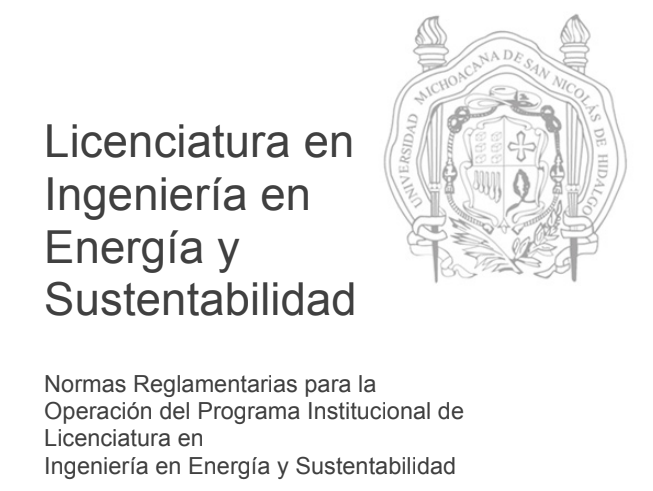 UNIVERSIDAD MICHOACANA DE SAN NICOLÁS DE HIDALGO
Licenciatura en
Ingeniería en
Energía y
Sustentabilidad
Normas Reglamentarias para la
Operación del Programa Institucional de
Licenciatura en
Ingeniería en Energía y Sustentabilidad